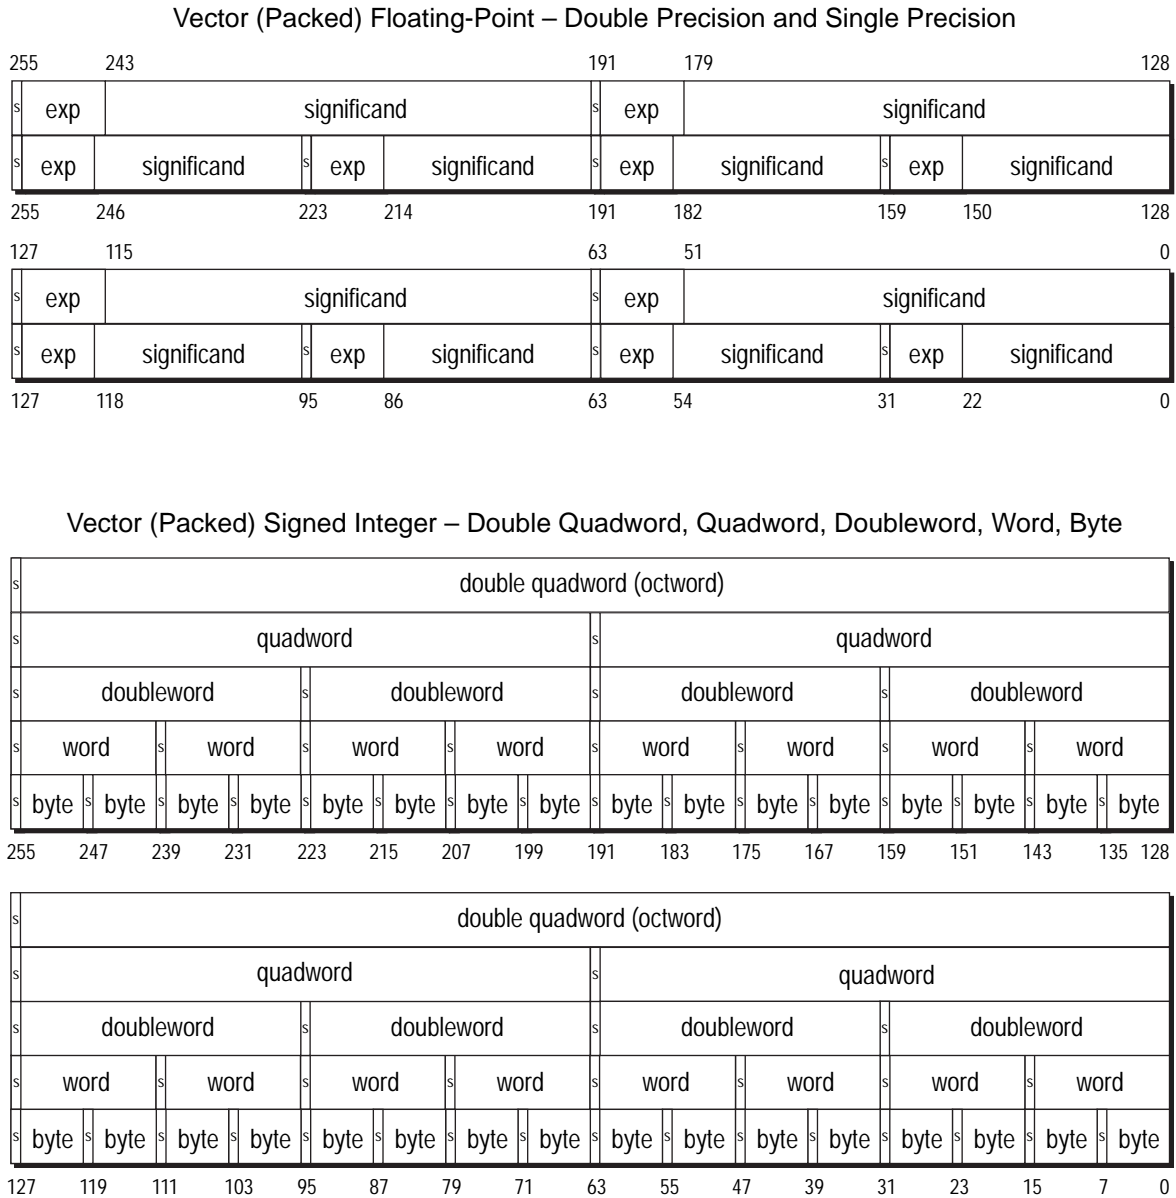 Vector (Packed) Floating-Point – Double Precision and Single Precision
255 243 191 179 128
s exp significand s exp significand
s exp significand s exp significand s exp significand s exp significand
255 246 223 214 191 182 159 150 128
127 115 63 51 0
s exp significand s exp significand
s exp significand s exp significand s exp significand s exp significand
127 118 95 86 63 54 31 22 0
Vector (Packed) Signed Integer – Double Quadword, Quadword, Doubleword, Word, Byte
s double quadword (octword)
s quadword s quadword
s doubleword s doubleword s doubleword s doubleword
s word s word s word s word s word s word s word s word
s byte s byte s byte s byte s byte s byte s byte s byte s byte s byte s byte s byte s byte s byte s byte s byte
255 247 239 231 223 215 207 199 191 183 175 167 159 151 143 135 128
s double quadword (octword)
s quadword s quadword
s doubleword s doubleword s doubleword s doubleword
s word s word s word s word s word s word s word s word
s byte s byte s byte s byte s byte s byte s byte s byte s byte s byte s byte s byte s byte s byte s byte s byte
127 119 111 103 95 87 79 71 63 55 47 39 31 23 15 7 0